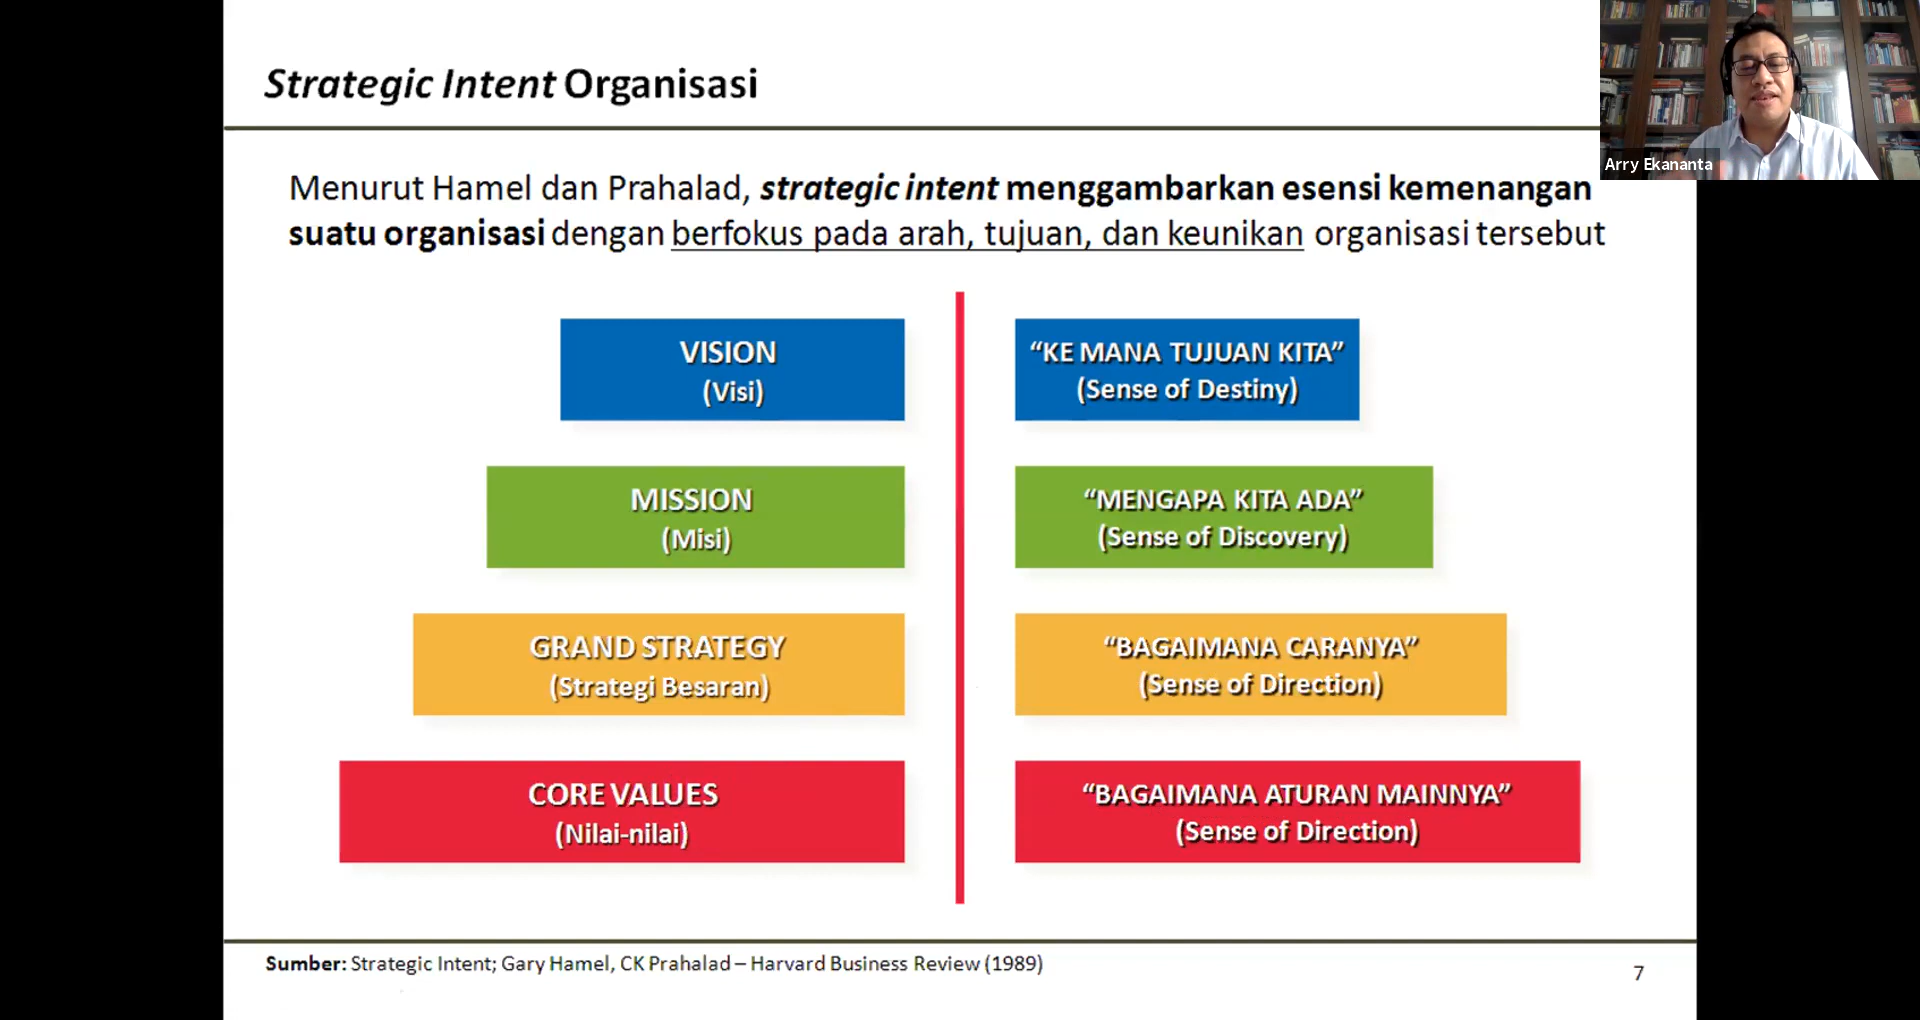 Strategic Intent Organisasi
Arry Ekananta
Menurut Hamel dan Prahalad, strategic intent menggambarkan esensi kemenangan
suatu organisasi dengan berfokus pada arah, tujuan, dan keunikan organisasi tersebut
VISION
(Visi)
“KE MANA TUJUAN KITA”
(Sense of Destiny)
MISSION
(Misi)
“MENGAPA KITA ADA”
(Sense of Discovery)
GRAND STRATEGY
(Strategi Besaran)
“BAGAIMANA CARANYA”
(Sense of Direction)
CORE VALUES
(Nilai-nilai)
“BAGAIMANA ATURAN MAINNYA”
(Sense of Direction)
Sumber: Strategic Intent; Gary Hamel, CK Prahalad – Harvard Business Review (1989)
7